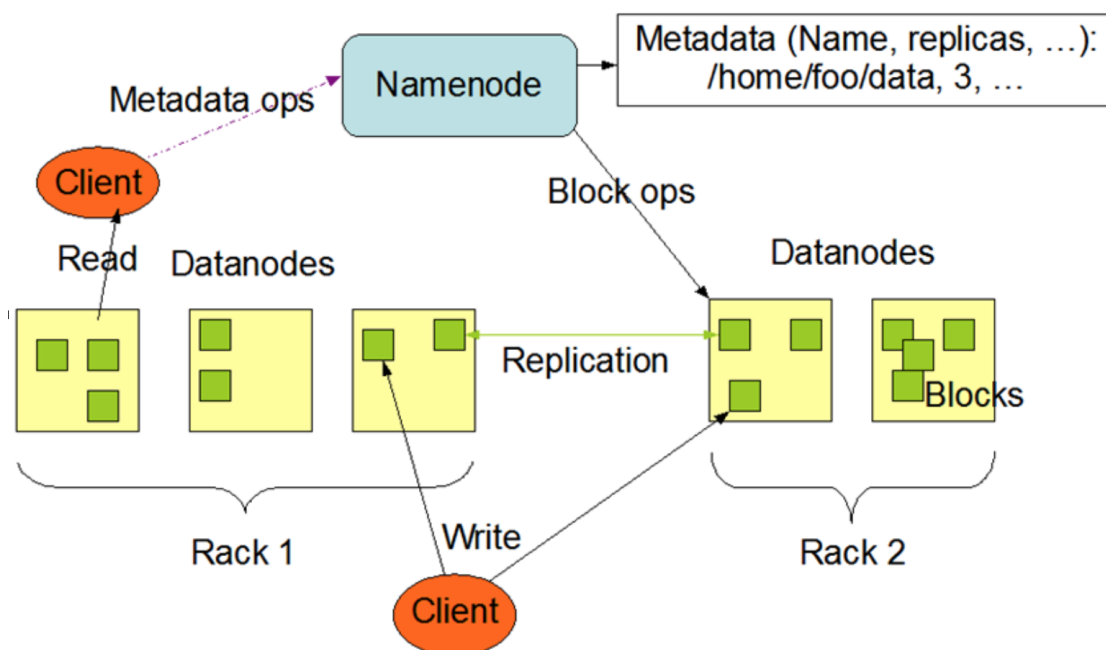 Metadata (Name, replicas, …):
/home/foo/data, 3, …
Namenode
Metadata ops
Client
Block ops
Read
Datanodes
Datanodes
Replication
Blocks
Rack 1
Write
Rack 2
Client